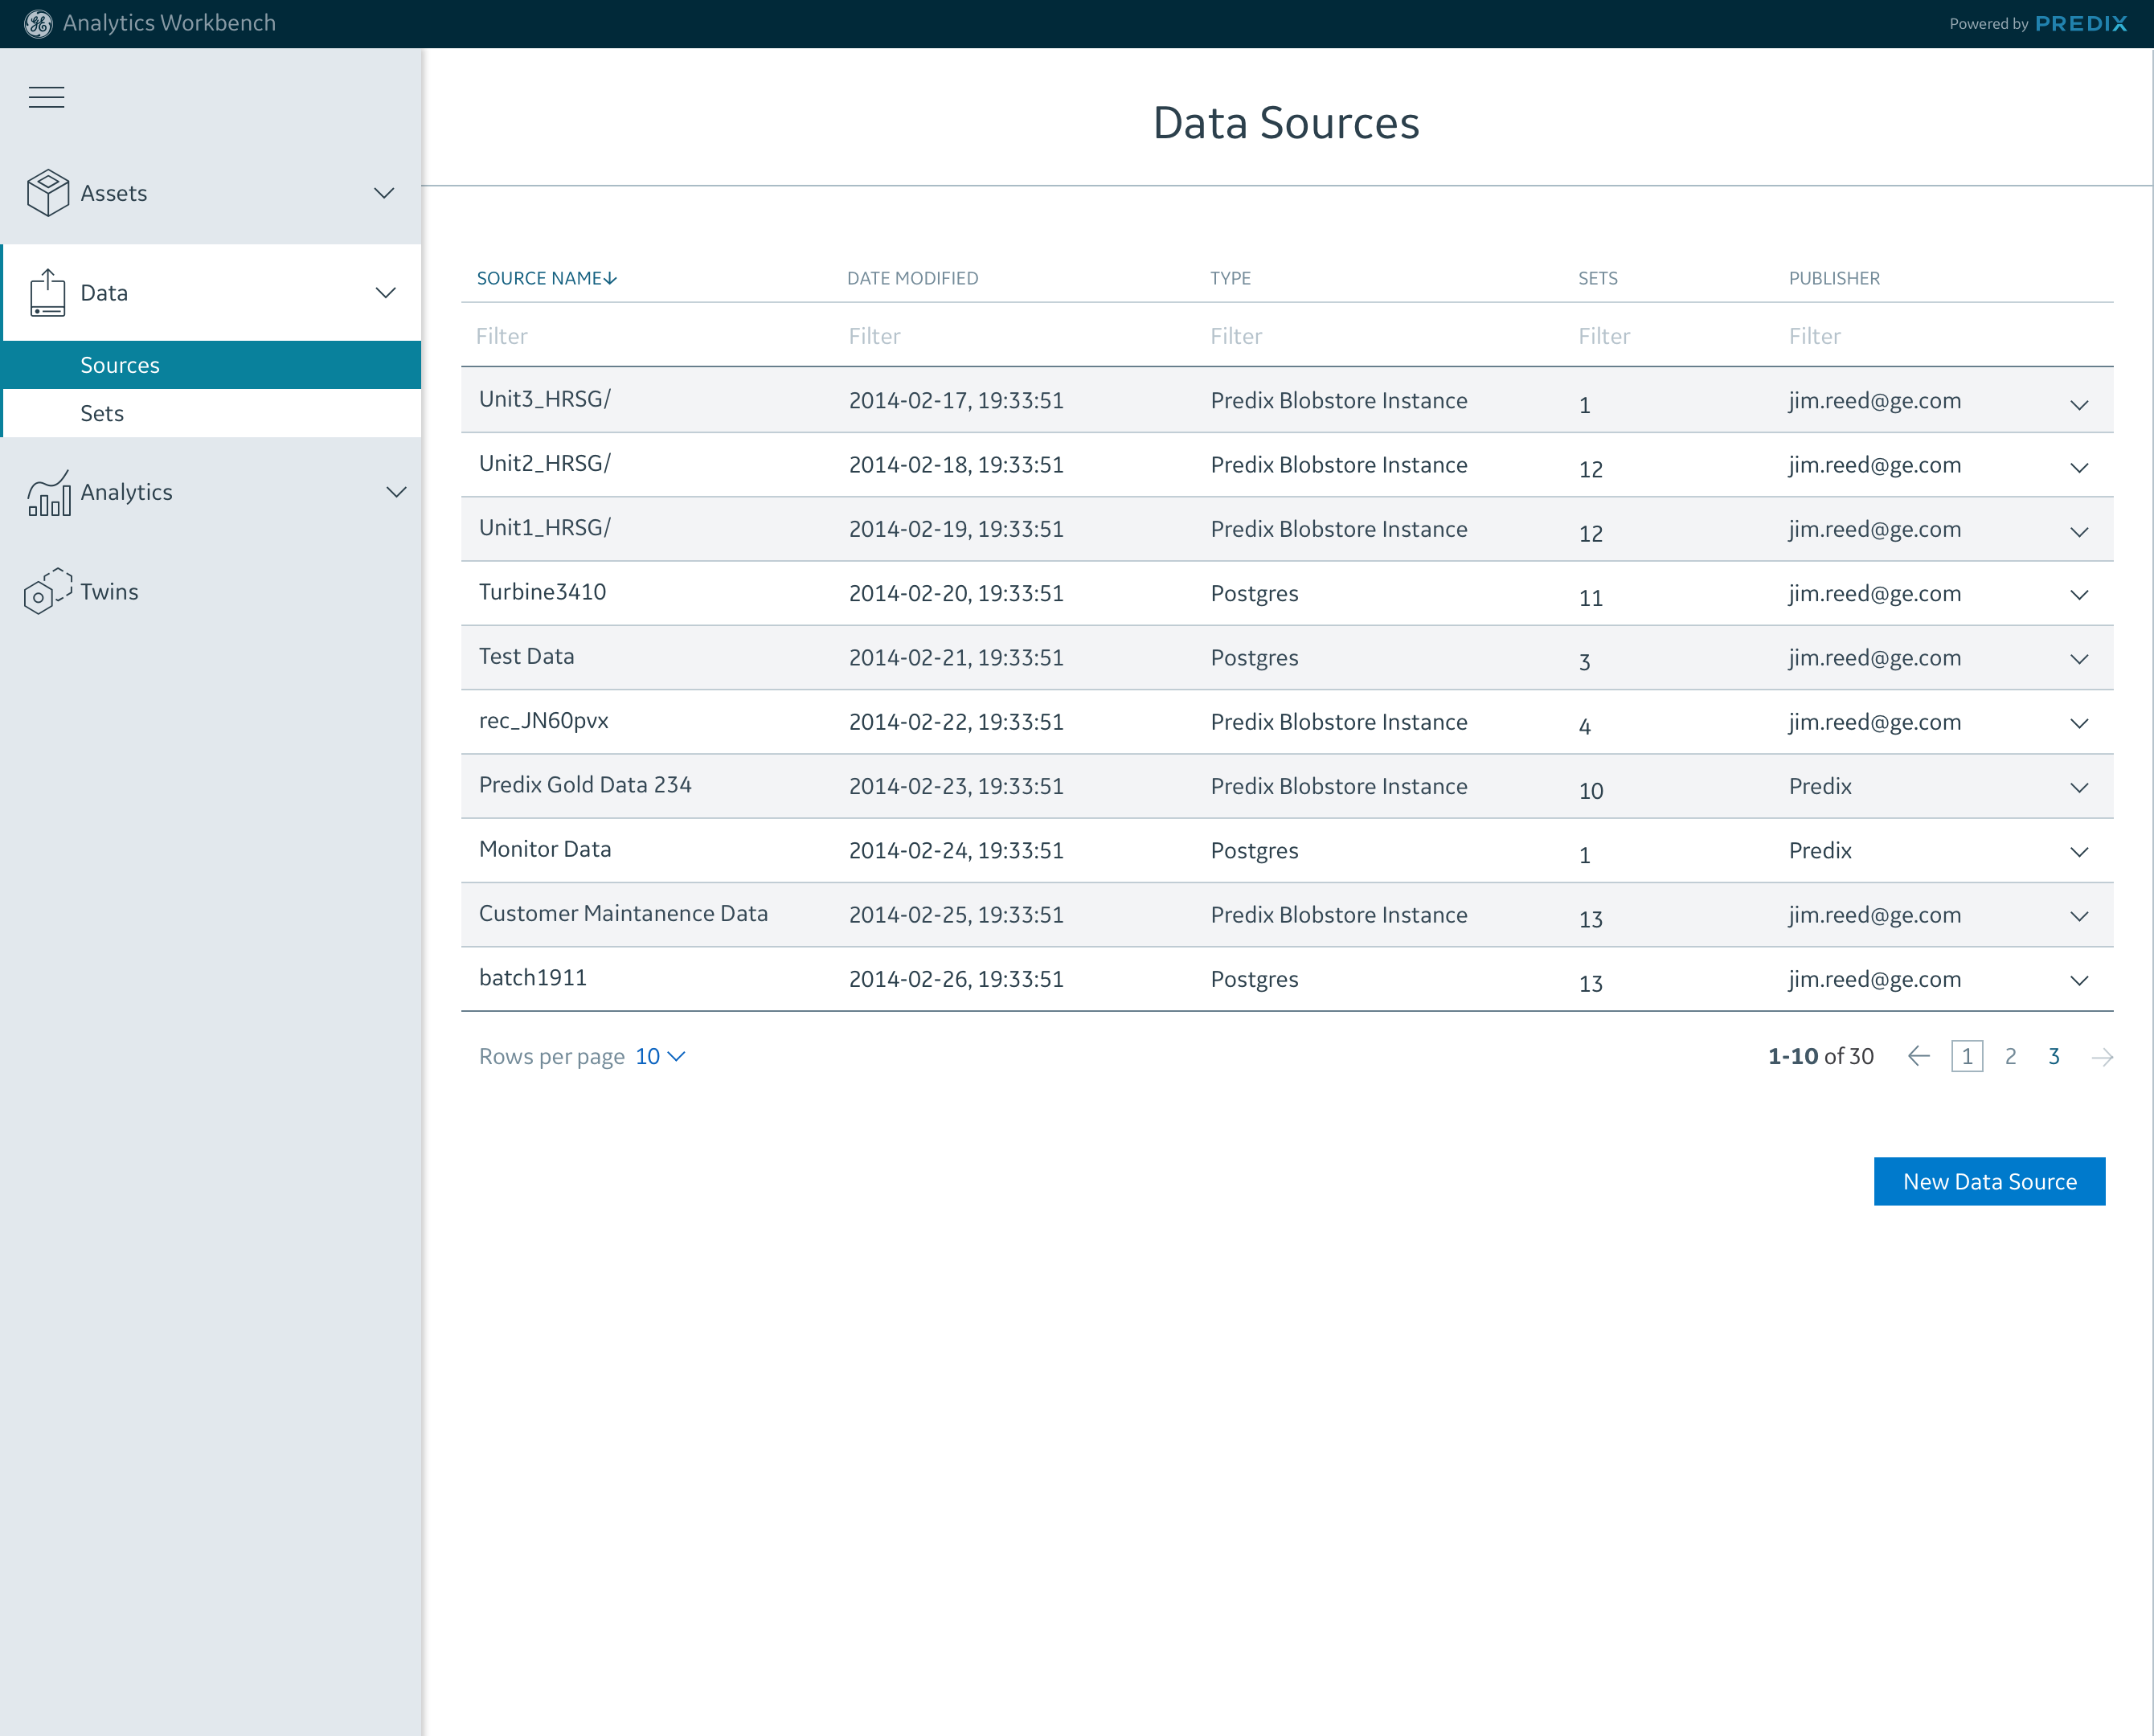 Analytics Workbench
Powered by PREDIX
Assets
Data
Sources
Sets
Analytics
Twins
Data Sources
SOURCE NAME↓ DATE MODIFIED TYPE SETS PUBLISHER
Filter Filter Filter Filter Filter
Unit3_HRSG/ 2014-02-17, 19:33:51 Predix Blobstore Instance 1 jim.reed@ge.com
Unit2_HRSG/ 2014-02-18, 19:33:51 Predix Blobstore Instance 12 jim.reed@ge.com
Unit1_HRSG/ 2014-02-19, 19:33:51 Predix Blobstore Instance 12 jim.reed@ge.com
Turbine3410 2014-02-20, 19:33:51 Postgres 11 jim.reed@ge.com
Test Data 2014-02-21, 19:33:51 Postgres 3 jim.reed@ge.com
rec_JN60pvx 2014-02-22, 19:33:51 Predix Blobstore Instance 4 jim.reed@ge.com
Predix Gold Data 234 2014-02-23, 19:33:51 Predix Blobstore Instance 10 Predix
Monitor Data 2014-02-24, 19:33:51 Postgres 1 Predix
Customer Maintanence Data 2014-02-25, 19:33:51 Predix Blobstore Instance 13 jim.reed@ge.com
batch1911 2014-02-26, 19:33:51 Postgres 13 jim.reed@ge.com
Rows per page 10 1-10 of 30 ← 1 2 3 →
New Data Source